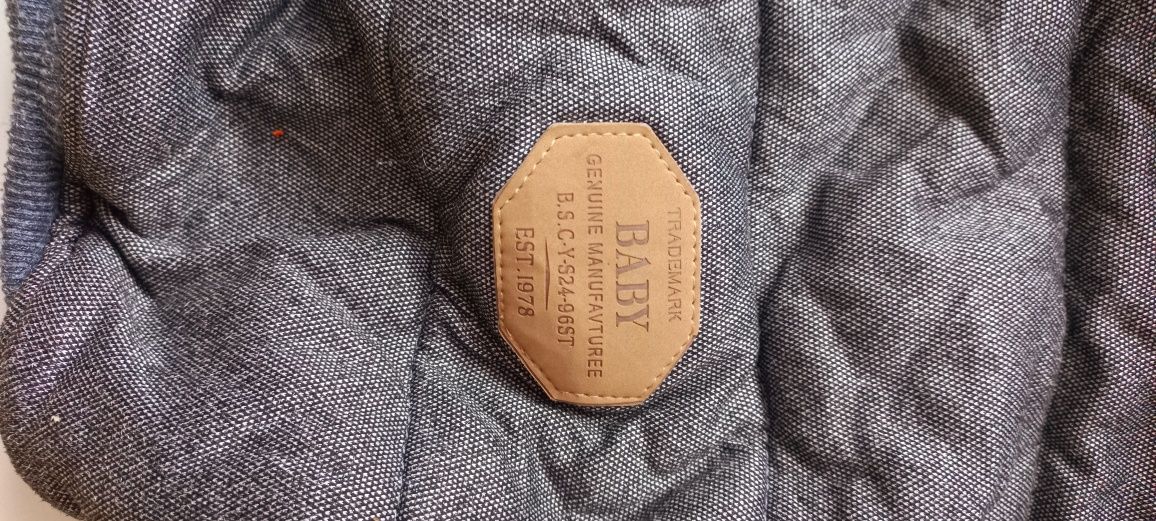 TRADEMARK
BABY
GENUINE MANUFAVTUREE
B.S.C-Y-S24-96ST
EST.1978